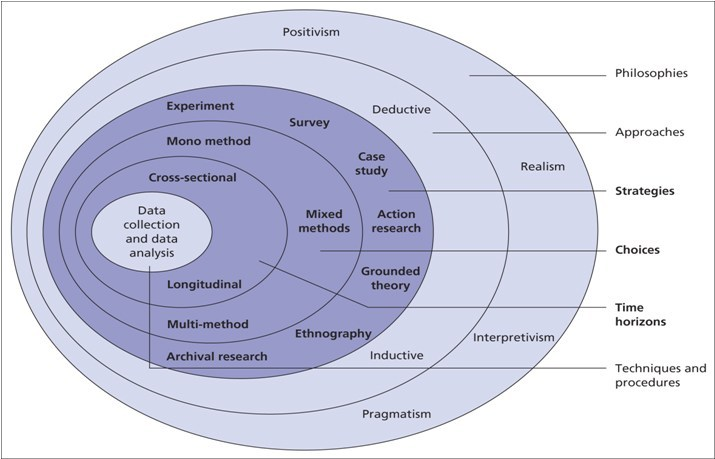 Positivism
Philosophies
Experiment
Deductive
Survey
Approaches
Mono method
Case
study
Realism
Cross-sectional
Strategies
Data
collection
and data
analysis
Mixed
methods
Action
research
Choices
Grounded
theory
Longitudinal
Time
horizons
Multi-method
Ethnography
Interpretivism
Archival research
Inductive
Techniques and
procedures
Pragmatism